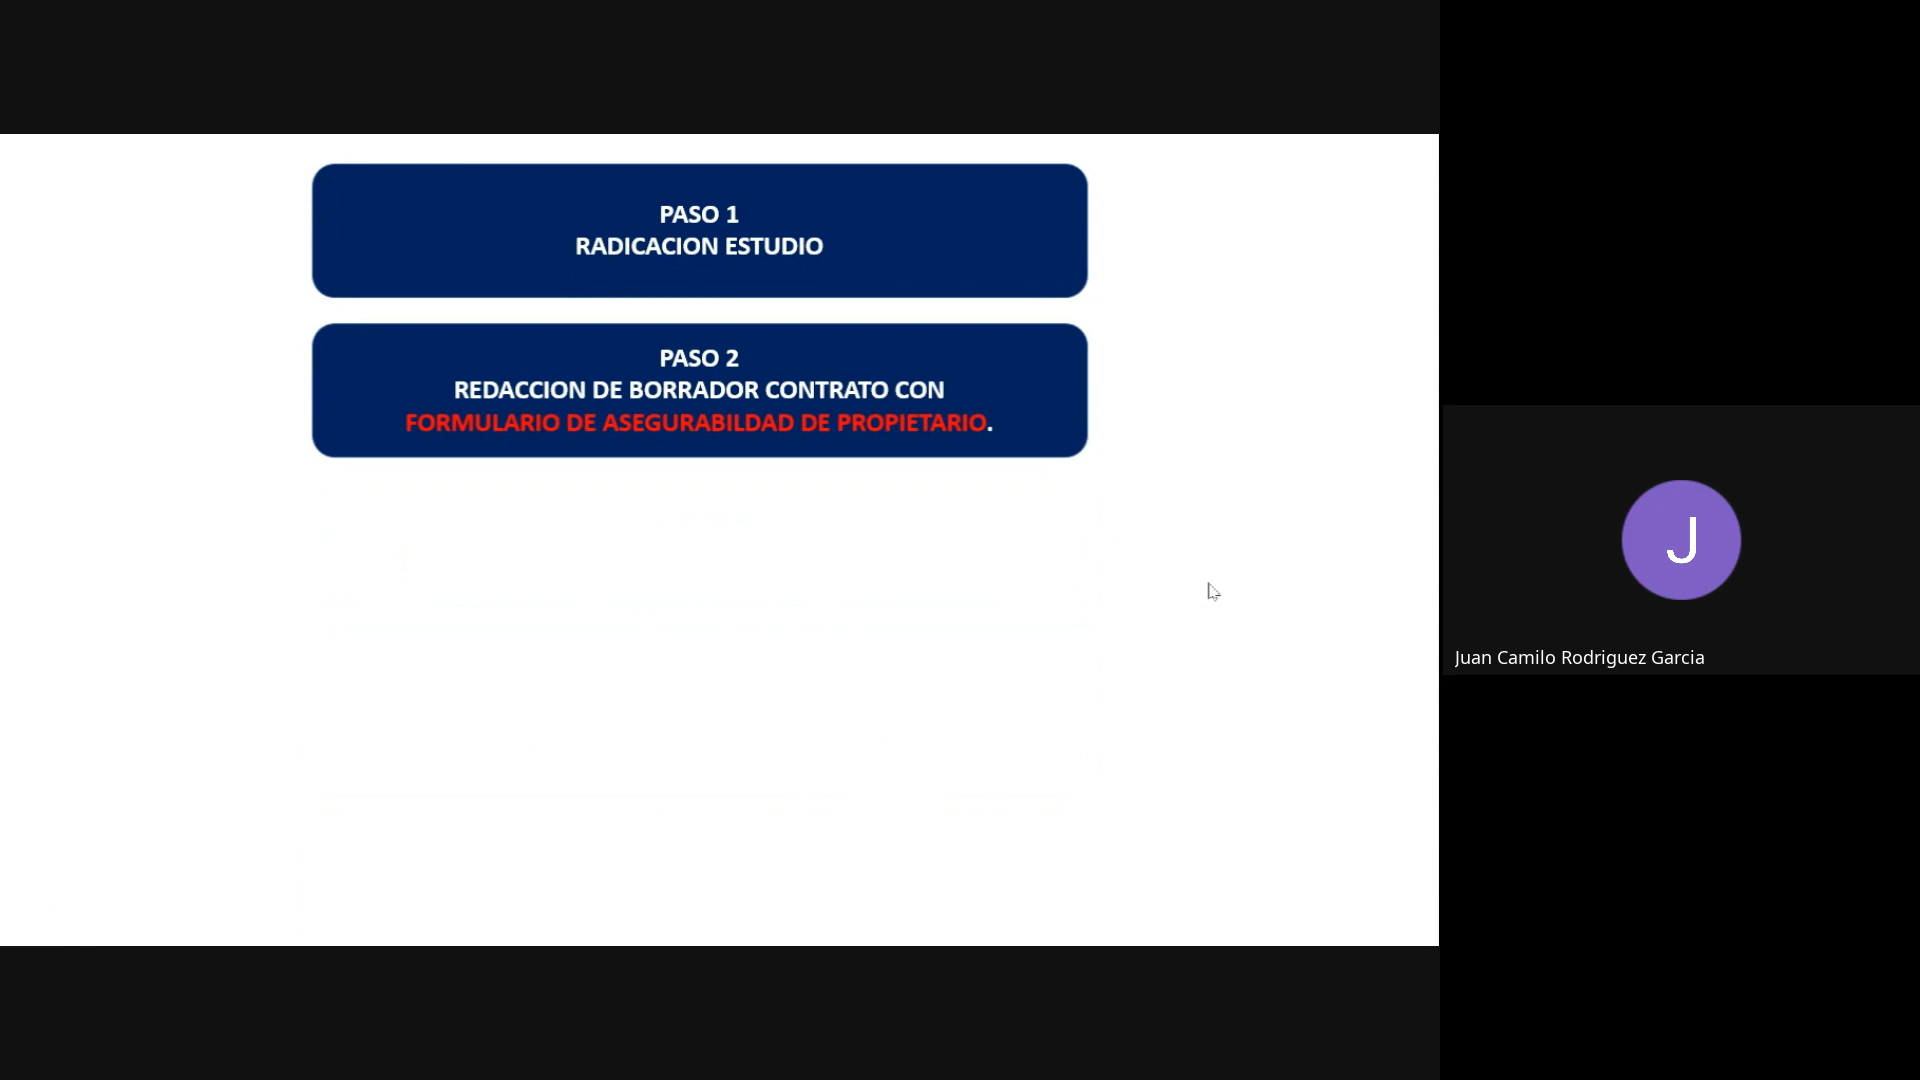 PASO 1
RADICACION ESTUDIO
PASO 2
REDACCION DE BORRADOR CONTRATO CON
FORMULARIO DE ASEGURABILDAD DE PROPIETARIO.
J
Juan Camilo Rodriguez Garcia